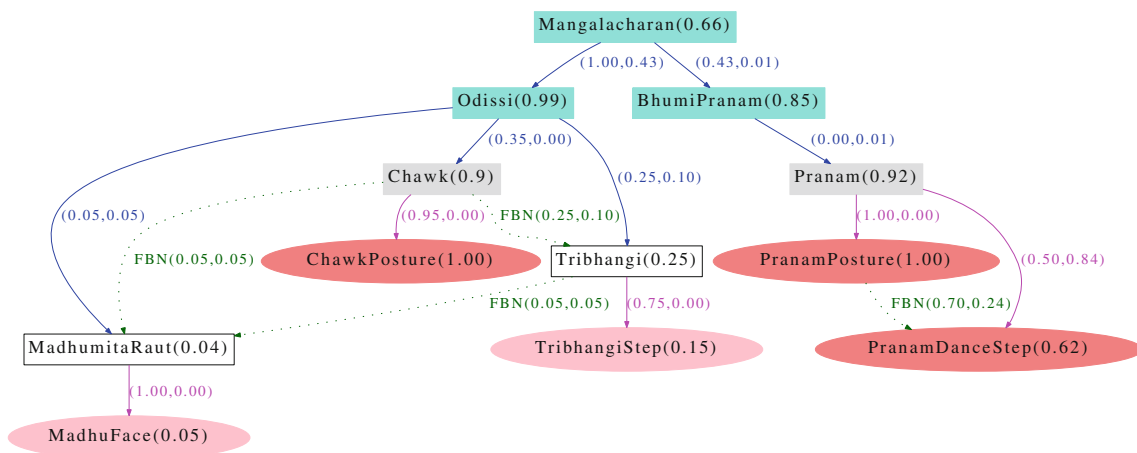 Mangalacharan(0.66)
(1.00,0.43)
(0.43,0.01)
Odissi(0.99)
BhumiPranam(0.85)
(0.35,0.00)
(0.00,0.01)
Chawk(0.9)
(0.25,0.10)
Pranam(0.92)
(0.05,0.05)
(0.95,0.00)
FBN(0.25,0.10)
(1.00,0.00)
FBN(0.05,0.05)
ChawkPosture(1.00)
Tribhangi(0.25)
PranamPosture(1.00)
(0.50,0.84)
FBN(0.05,0.05)
(0.75,0.00)
FBN(0.70,0.24)
MadhumitaRaut(0.04)
TribhangiStep(0.15)
PranamDanceStep(0.62)
(1.00,0.00)
MadhuFace(0.05)